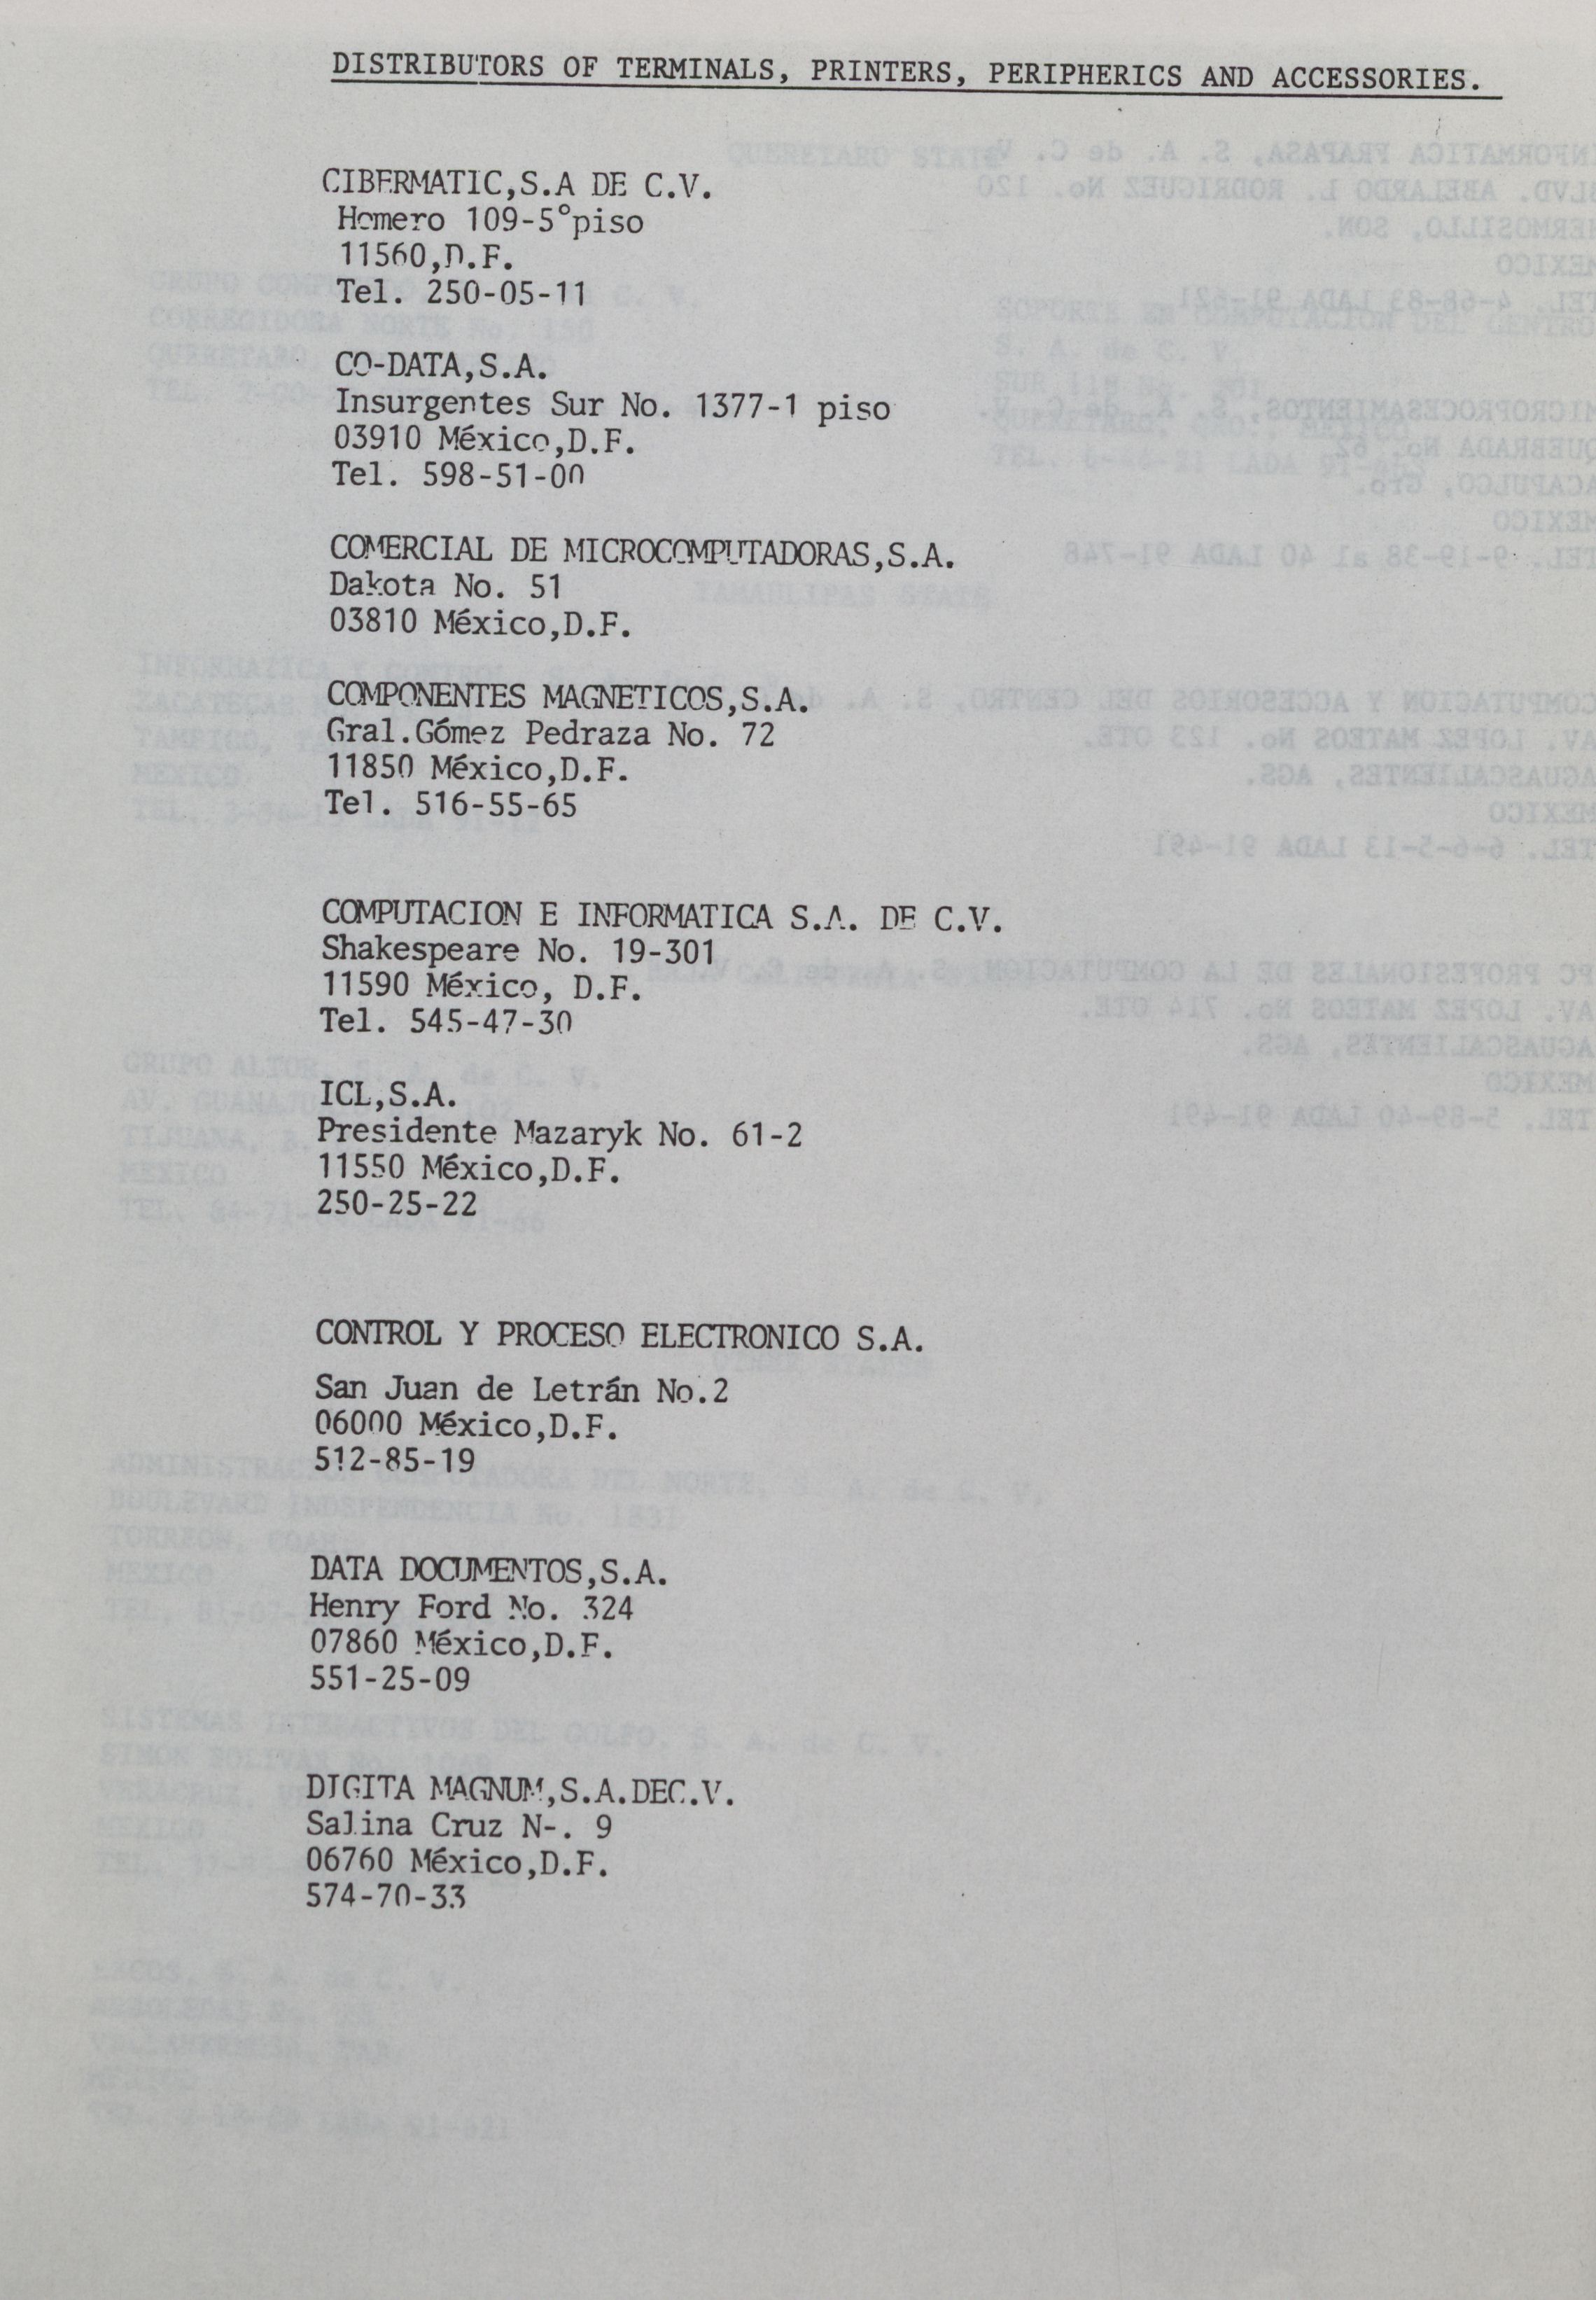 DISTRIBUTORS OF TERMINALS, PRINTERS, PERIPHERICS AND ACCESSORIES.
CIBERMATIC,S.A DE C.V.
Homero 109-5°piso
11560,D.F.
Tel. 250-05-11
CO-DATA,S.A.
Insurgentes Sur No. 1377-1 piso
03910 México,D.F.
Tel. 598-51-00
COMERCIAL DE MICROCOMPUTADORAS,S.A.
Dakota No. 51
03810 México,D.F.
COMPONENTES MAGNETICOS,S.A.
Gral.Gómez Pedraza No. 72
11850 México,D.F.
Tel. 516-55-65
COMPUTACION E INFORMATICA S.A. DE C.V.
Shakespeare No. 19-301
11590 México, D.F.
Tel. 545-47-30
ICL,S.A.
Presidente Mazaryk No. 61-2
11550 México,D.F.
250-25-22
CONTROL Y PROCESO ELECTRONICO S.A.
San Juan de Letrán No.2
06000 México,D.F.
512-85-19
DATA DOCUMENTOS,S.A.
Henry Ford No. 324
07860 México,D.F.
551-25-09
DIGITA MAGNUM,S.A.DEC.V.
Salina Cruz N-. 9
06760 México,D.F.
574-70-33